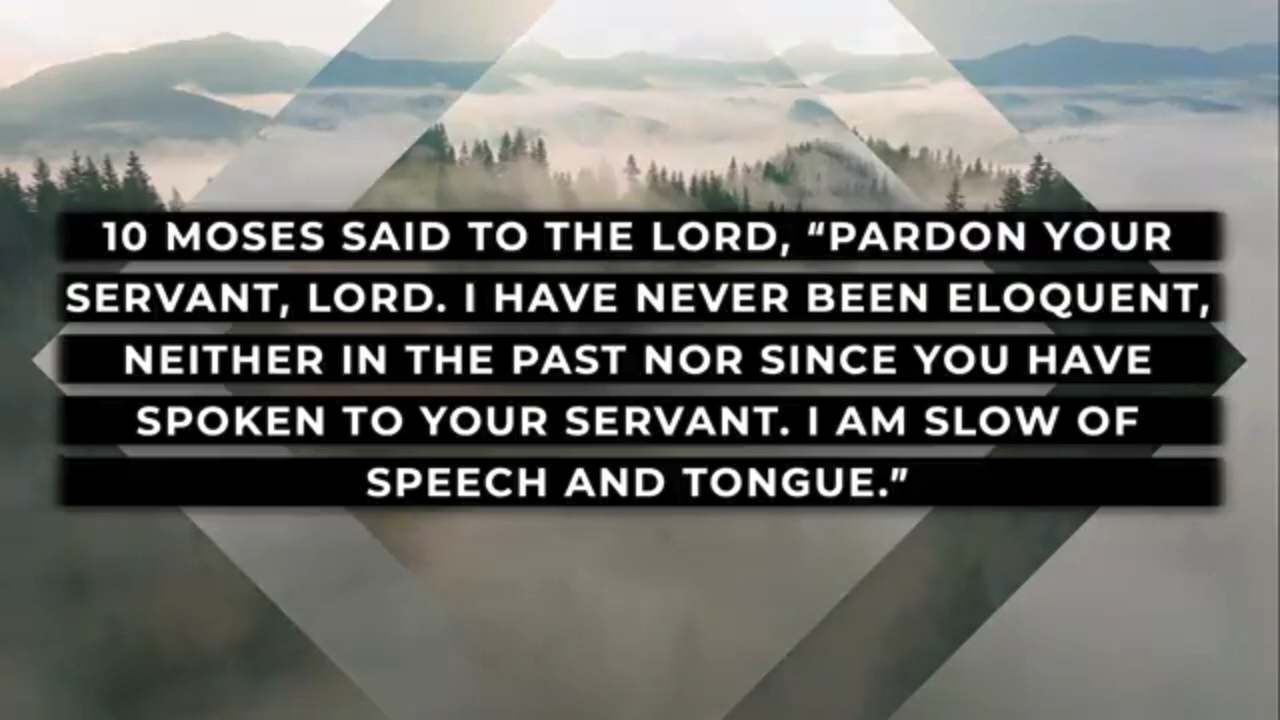 10 MOSES SAID TO THE LORD, “PARDON YOUR
SERVANT, LORD. I HAVE NEVER BEEN ELOQUENT,
NEITHER IN THE PAST NOR SINCE YOU HAVE
SPOKEN TO YOUR SERVANT. I AM SLOW OF
SPEECH AND TONGUE.”